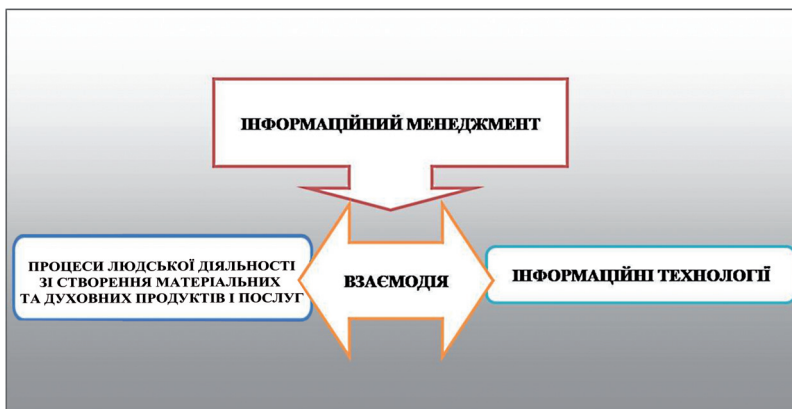 ІНФОРМАЦІЙНИЙ МЕНЕДЖМЕНТ
ПРОЦЕСИ ЛЮДСЬКОЇ ДІЯЛЬНОСТІ
ЗІ СТВОРЕННЯ МАТЕРІАЛЬНИХ
ТА ДУХОВНИХ ПРОДУКТІВ І ПОСЛУГ
ВЗАЄМОДІЯ
ІНФОРМАЦІЙНІ ТЕХНОЛОГІЇ